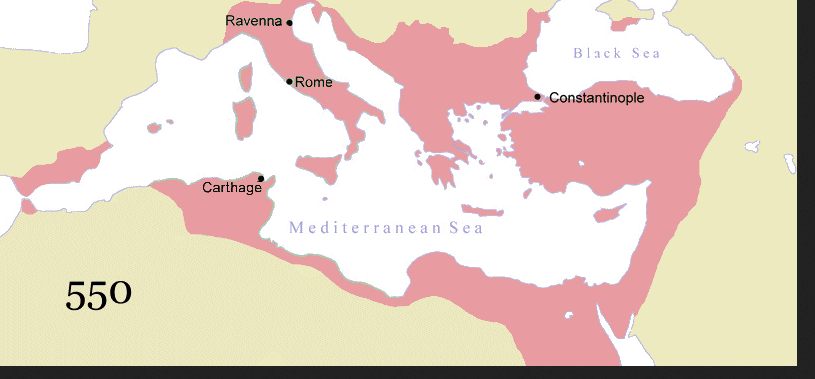 Ravenna
Black Sea
Rome
Constantinople
Carthage
Mediterranean Sea
550